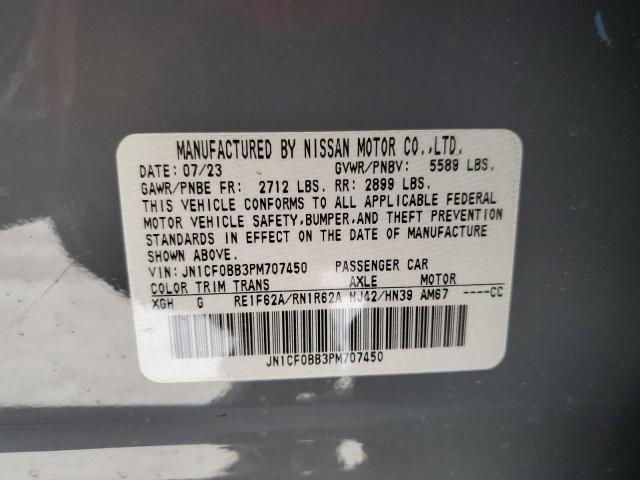 MANUFACTURED BY NISSAN MOTOR CO.,LTD.
DATE: 07/23 GVWR/PNBV: 5589 LBS.
GAWR/PNBE FR: 2712 LBS. RR: 2899 LBS.
THIS VEHICLE CONFORMS TO ALL APPLICABLE FEDERAL
MOTOR VEHICLE SAFETY,BUMPER,AND THEFT PREVENTION
STANDARDS IN EFFECT ON THE DATE OF MANUFACTURE
SHOWN ABOVE.
VIN: JN1CF0BB3PM707450 PASSENGER CAR
COLOR TRIM TRANS AXLE MOTOR
XGH G RE1F62A/RN1R62A MJ42/HN39 AM67 ----CC
JN1CF0BB3PM707450